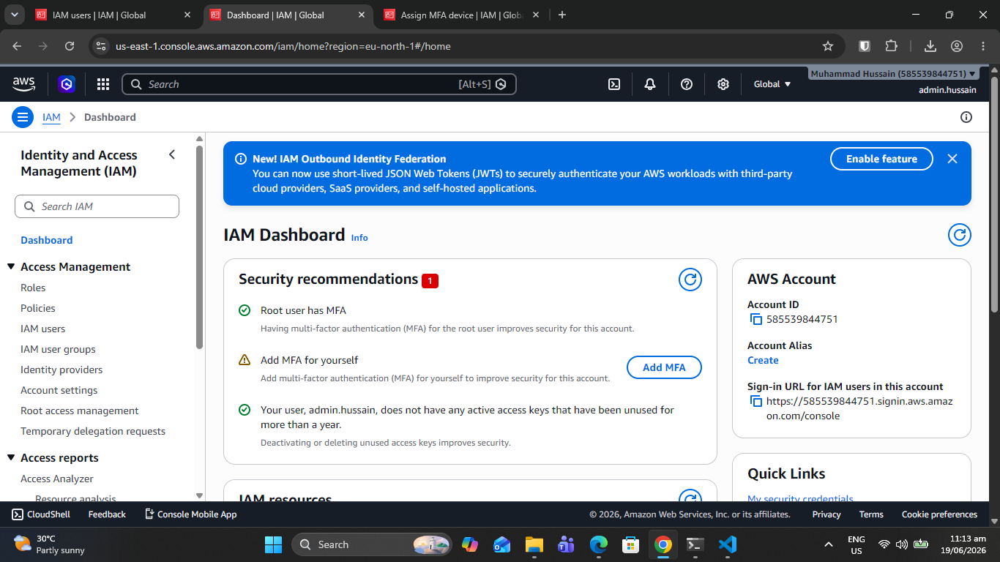 IAM users | IAM | Global
Dashboard | IAM | Global
Assign MFA device | IAM | Glob
us-east-1.console.aws.amazon.com/iam/home?region=eu-north-1#/home
aws
Search
[Alt+S]
Global
Muhammad Hussain (585539844751)
admin.hussain
IAM
Dashboard
Identity and Access
Management (IAM)
Search IAM
Dashboard
Access Management
Roles
Policies
IAM users
IAM user groups
Identity providers
Account settings
Root access management
Temporary delegation requests
Access reports
Access Analyzer
Resource analysis
New! IAM Outbound Identity Federation
You can now use short-lived JSON Web Tokens (JWTs) to securely authenticate your AWS workloads with third-party
cloud providers, SaaS providers, and self-hosted applications.
Enable feature
IAM Dashboard Info
Security recommendations 1
Root user has MFA
Having multi-factor authentication (MFA) for the root user improves security for this account.
Add MFA for yourself
Add multi-factor authentication (MFA) for yourself to improve security for this account.
Add MFA
Your user, admin.hussain, does not have any active access keys that have been unused for
more than a year.
Deactivating or deleting unused access keys improves security.
IAM resources
AWS Account
Account ID
585539844751
Account Alias
Create
Sign-in URL for IAM users in this account
https://585539844751.signin.aws.amaz
on.com/console
Quick Links
My security credentials
CloudShell
Feedback
Console Mobile App
© 2026, Amazon Web Services, Inc. or its affiliates.
Privacy
Terms
Cookie preferences
30°C
Partly sunny
Search
ENG
US
11:13 am
19/06/2026